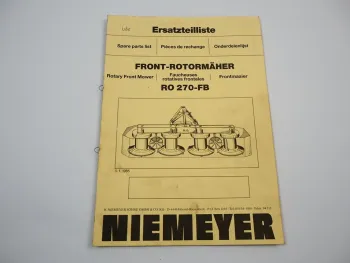 Ersatzteilliste
Spare parts list
Pièces de rechange
Onderdelenlijst
FRONT-ROTORMÄHER
Rotary Front Mower
Faucheuses rotatives frontales
Frontmaaier
RO 270-FB
NIEMEYER